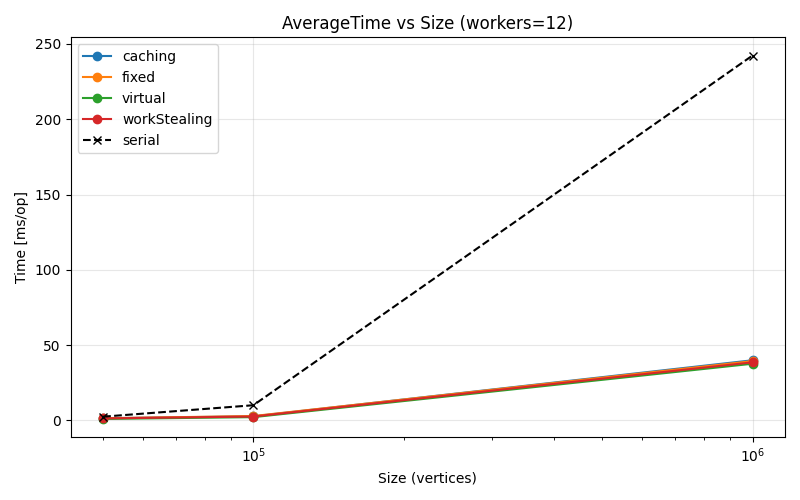 AverageTime vs Size (workers=12)
caching
fixed
virtual
workStealing
serial
Time [ms/op]
250
200
150
100
50
0
10^5
10^6
Size (vertices)